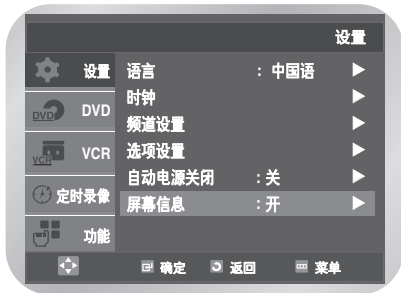 设置
设置
DVD DVD
VCR VCR
定时录像
功能
语言 : 中国语 ▶
时钟 ▶
频道设置 ▶
选项设置 ▶
自动电源关闭 : 关 ▶
屏幕信息 : 开 ▶
确定 返回 菜单